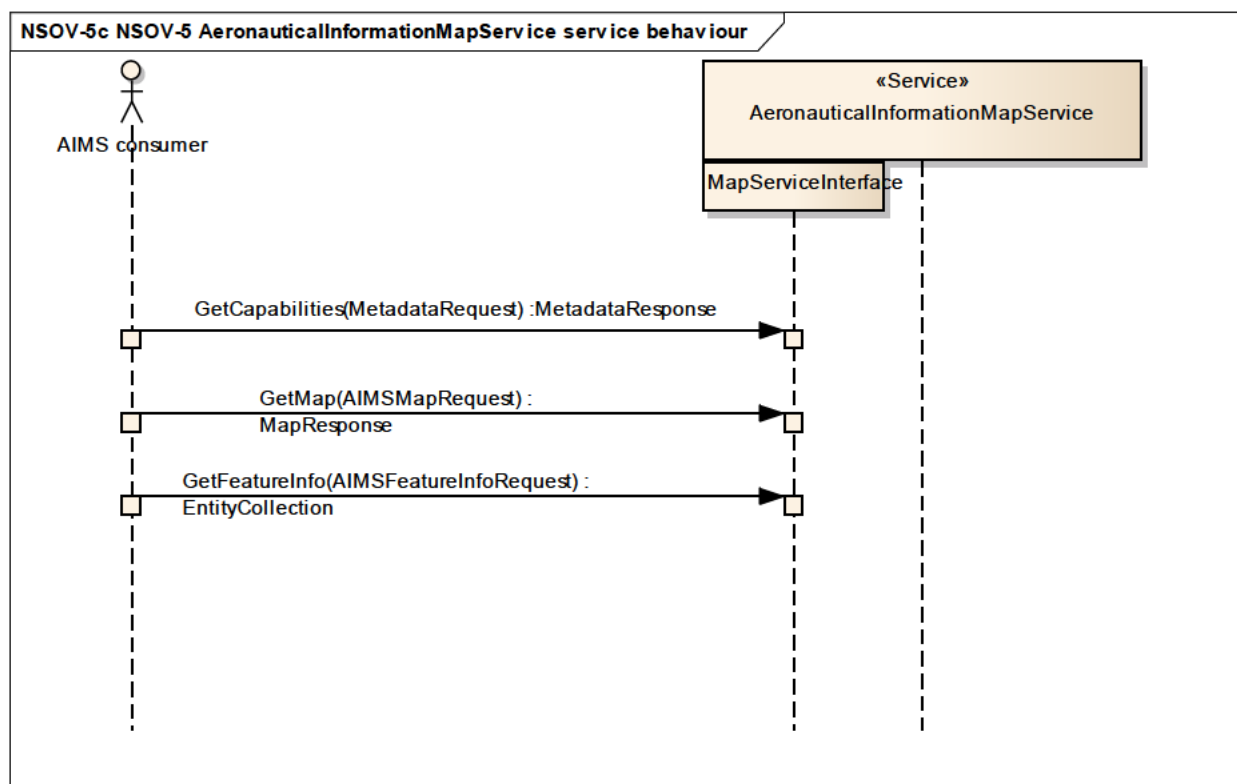 NSOV-5c NSOV-5 AeronauticalInformationMapService service behaviour
«Service»
AeronauticalInformationMapService
AIMS consumer
MapServiceInterface
GetCapabilities(MetadataRequest) :MetadataResponse
GetMap(AIMSMapRequest) :
MapResponse
GetFeatureInfo(AIMSFeatureInfoRequest) :
EntityCollection